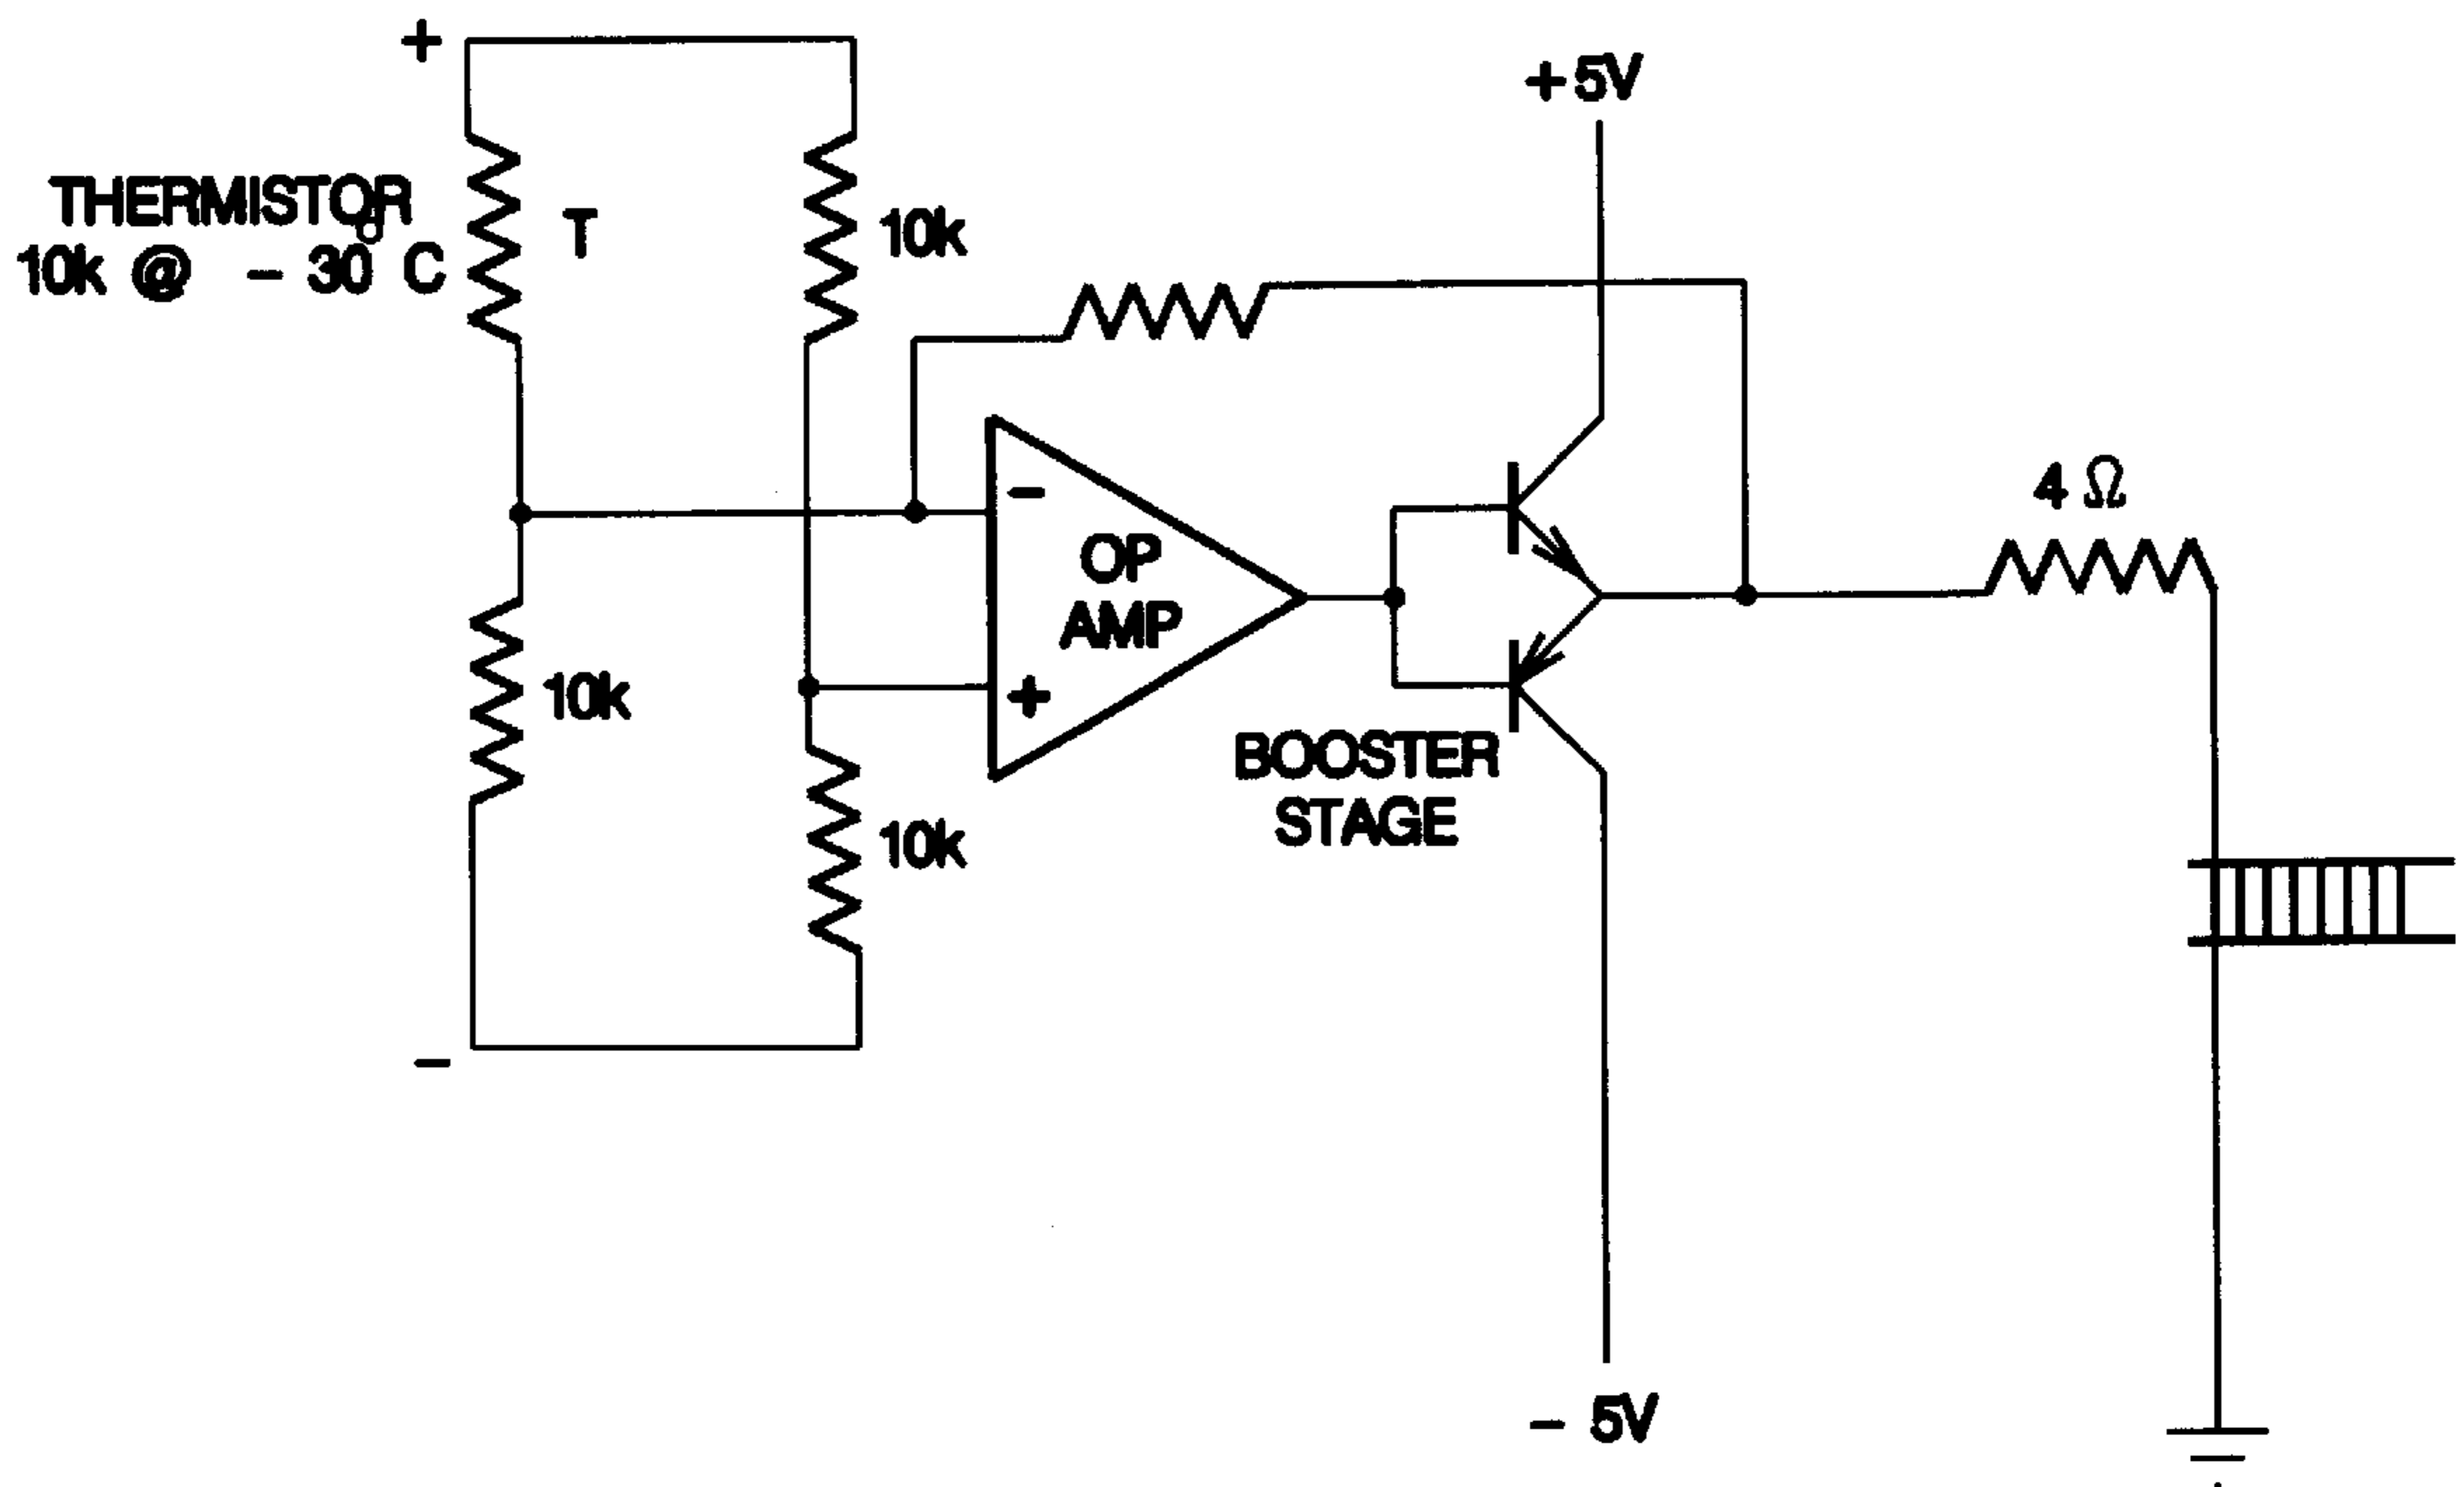 +
+5V
THERMISTOR
10k @ - 30° C
T
10k
4 Ω
-
OP
AMP
10k
+
BOOSTER
STAGE
10k
-
- 5V